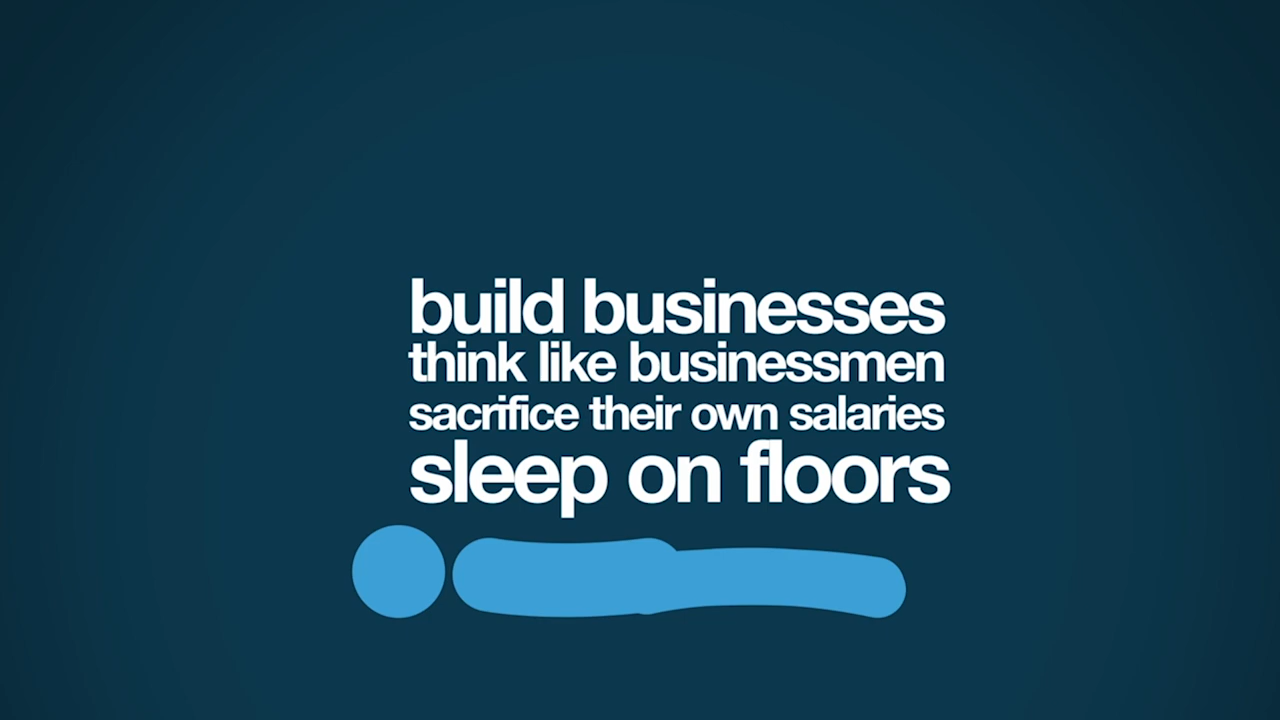 build businesses
think like businessmen
sacrifice their own salaries
sleep on floors